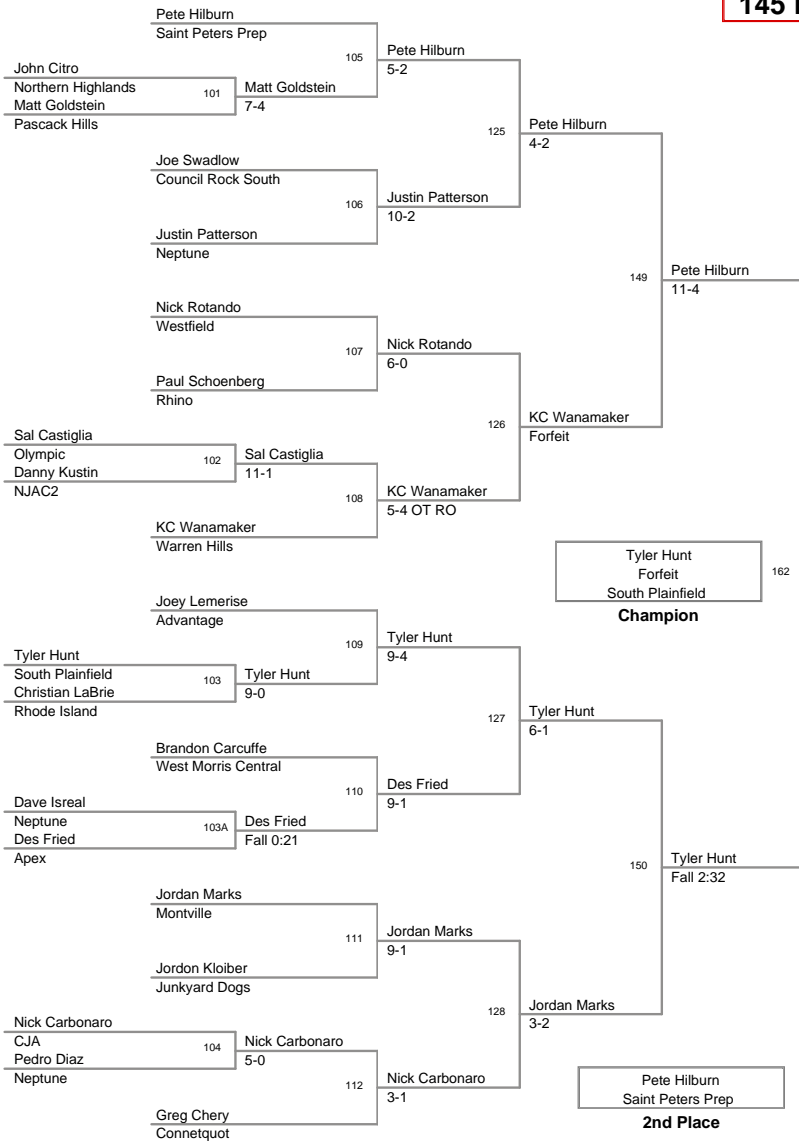 145
Pete Hilburn
Saint Peters Prep
105
Pete Hilburn
5-2
John Citro
Northern Highlands
101
Matt Goldstein
Matt Goldstein
7-4
Pascack Hills
125
Pete Hilburn
4-2
Joe Swadlow
Council Rock South
106
Justin Patterson
10-2
Justin Patterson
Neptune
149
Pete Hilburn
11-4
Nick Rotando
Westfield
107
Nick Rotando
6-0
Paul Schoenberg
Rhino
126
KC Wanamaker
Forfeit
Sal Castiglia
Olympic
102
Sal Castiglia
11-1
Danny Kustin
NJAC2
108
KC Wanamaker
5-4 OT RO
KC Wanamaker
Warren Hills
Tyler Hunt
Forfeit
South Plainfield
162
Champion
Joey Lemerise
Advantage
109
Tyler Hunt
9-4
Tyler Hunt
South Plainfield
103
Tyler Hunt
9-0
Christian LaBrie
Rhode Island
127
Tyler Hunt
6-1
Brandon Carcuffe
West Morris Central
110
Des Fried
9-1
Dave Isreal
Neptune
103A
Des Fried
Fall 0:21
Des Fried
Apex
150
Tyler Hunt
Fall 2:32
Jordan Marks
Montville
111
Jordan Marks
9-1
Jordon Kloiber
Junkyard Dogs
128
Jordan Marks
3-2
Nick Carbonaro
CJA
104
Nick Carbonaro
5-0
Pedro Diaz
Neptune
112
Nick Carbonaro
3-1
Greg Chery
Connetquot
Pete Hilburn
Saint Peters Prep
2nd Place